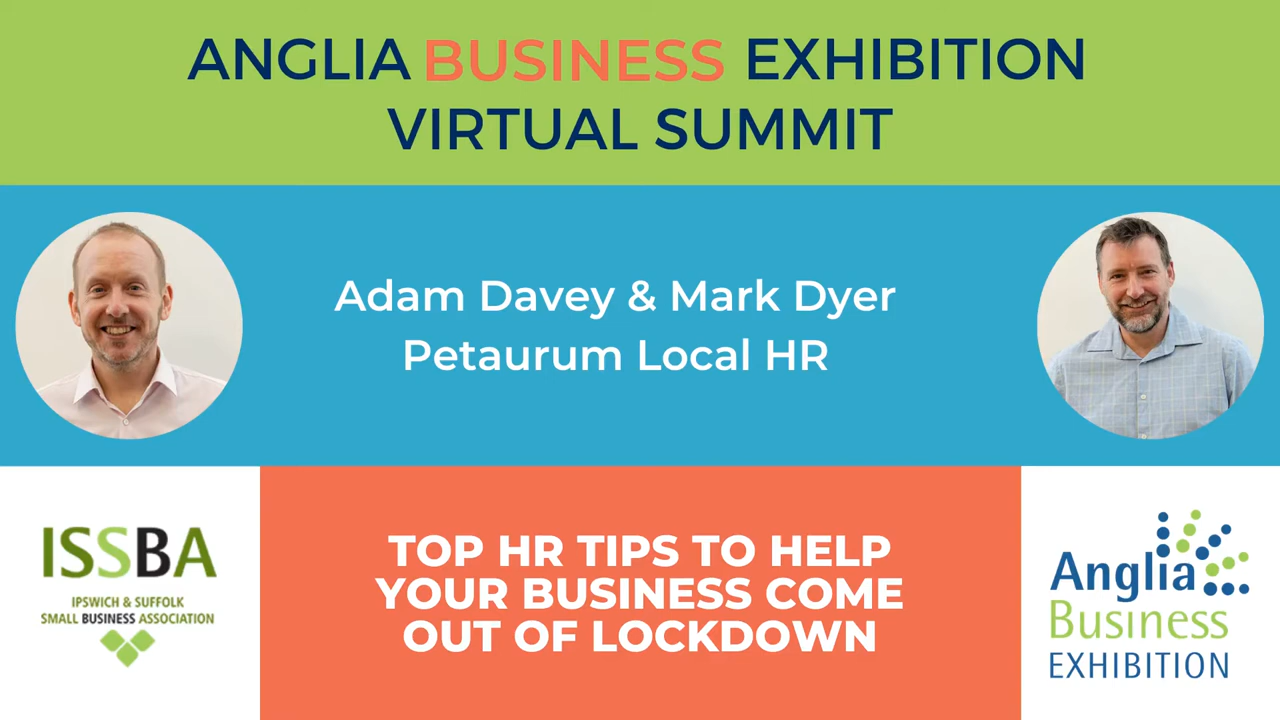 ANGLIA BUSINESS EXHIBITION
VIRTUAL SUMMIT
Adam Davey & Mark Dyer
Petaurum Local HR
ISSBA
IPSWICH & SUFFOLK
SMALL BUSINESS ASSOCIATION
TOP HR TIPS TO HELP
YOUR BUSINESS COME
OUT OF LOCKDOWN
Anglia
Business
EXHIBITION